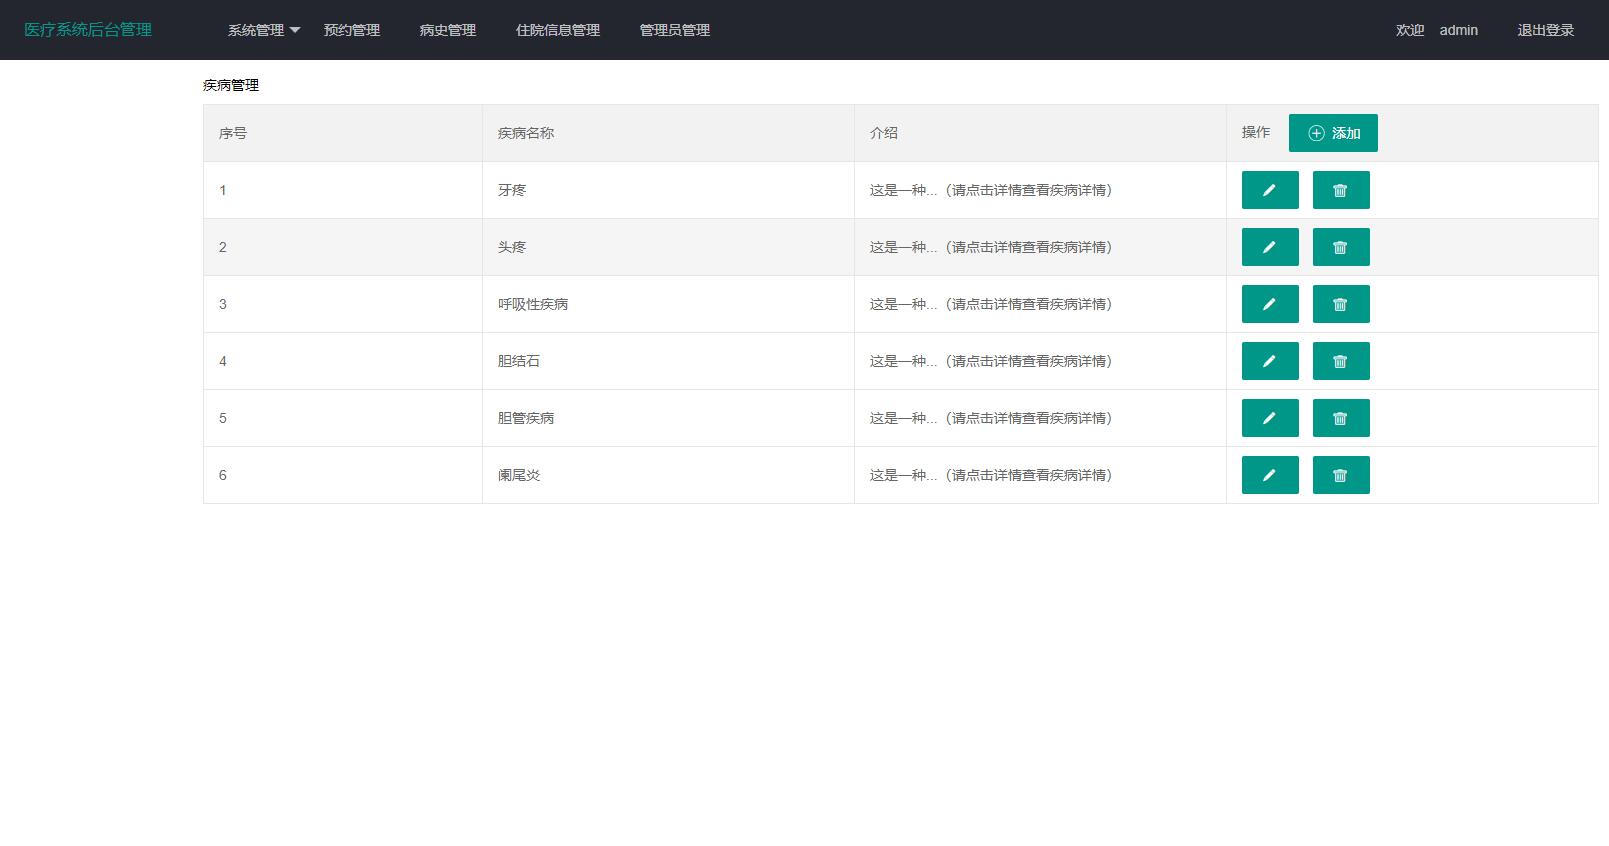 医疗系统后台管理 系统管理 预约管理 病史管理 住院信息管理 管理员管理 欢迎 admin 退出登录
疾病管理
序号 疾病名称 介绍 操作 添加
1 牙疼 这是一种...（请点击详情查看疾病详情）
2 头疼 这是一种...（请点击详情查看疾病详情）
3 呼吸性疾病 这是一种...（请点击详情查看疾病详情）
4 胆结石 这是一种...（请点击详情查看疾病详情）
5 胆管疾病 这是一种...（请点击详情查看疾病详情）
6 阑尾炎 这是一种...（请点击详情查看疾病详情）